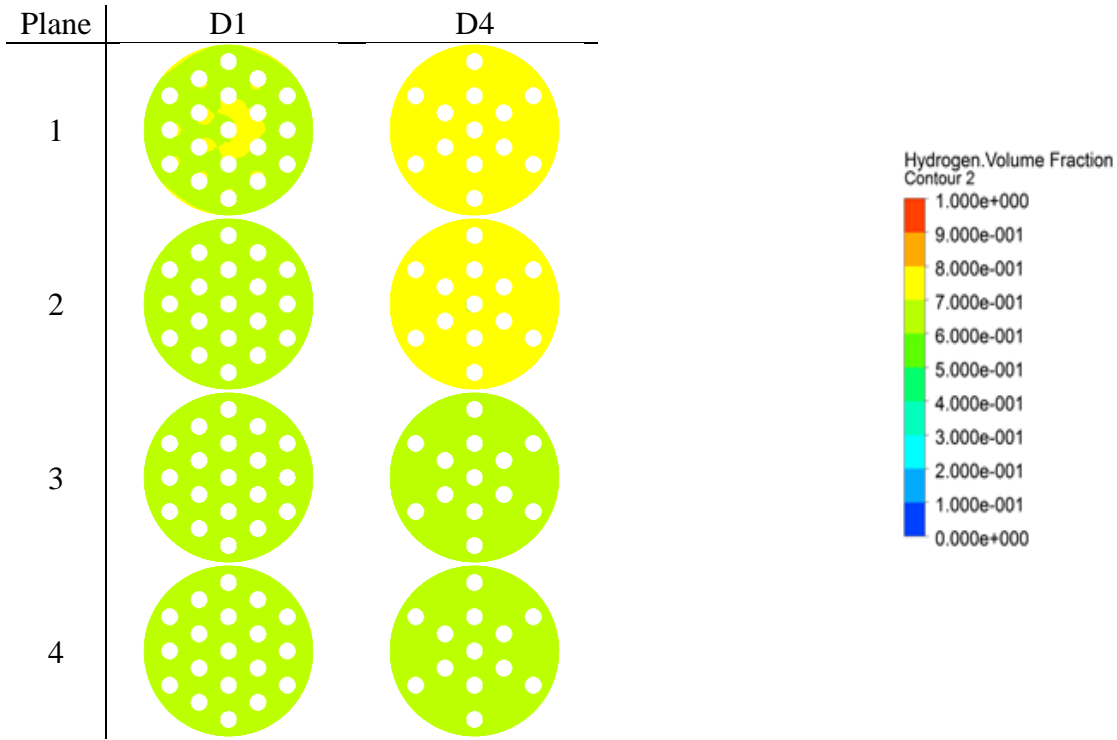 Plane D1 D4
1
2
3
4
Hydrogen.Volume Fraction
Contour 2
1.000e+000
9.000e-001
8.000e-001
7.000e-001
6.000e-001
5.000e-001
4.000e-001
3.000e-001
2.000e-001
1.000e-001
0.000e+000